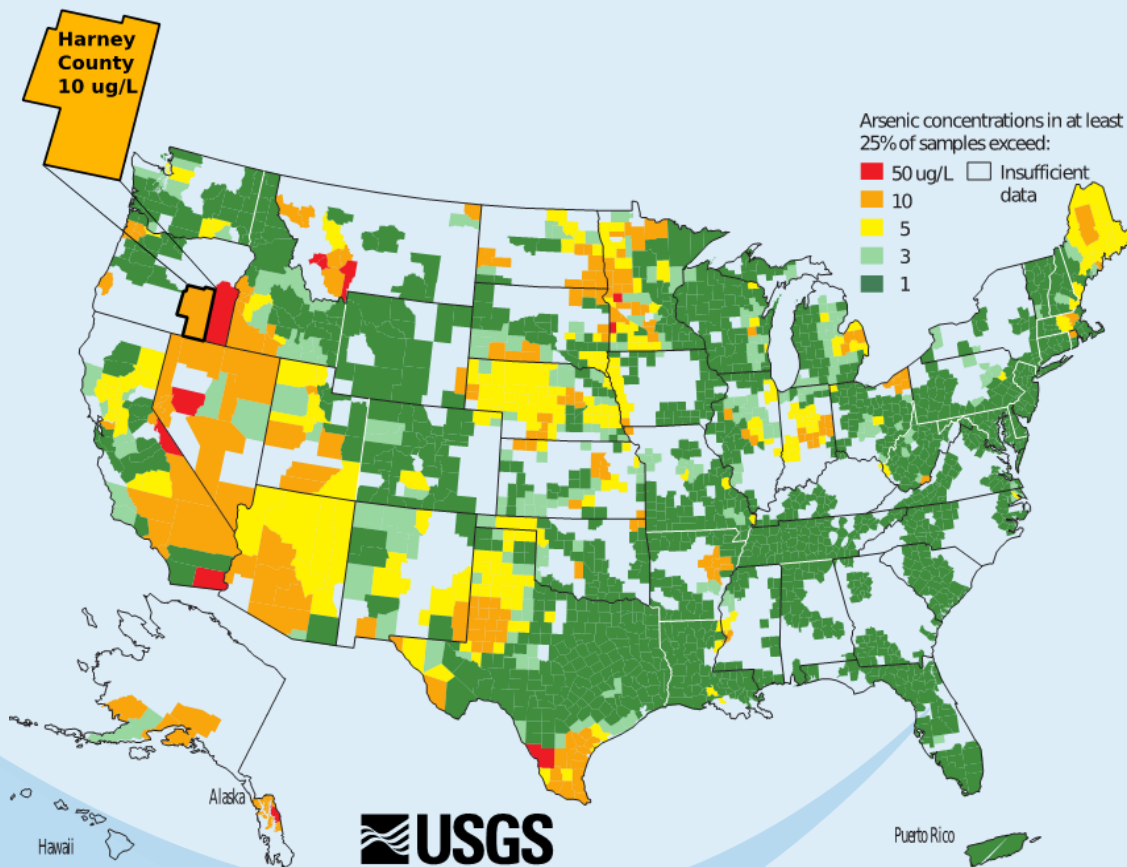 Harney
County
10 ug/L
Arsenic concentrations in at least
25% of samples exceed:
50 ug/L Insufficient
data
10
5
3
1
Alaska
Hawaii
USGS
Puerto Rico